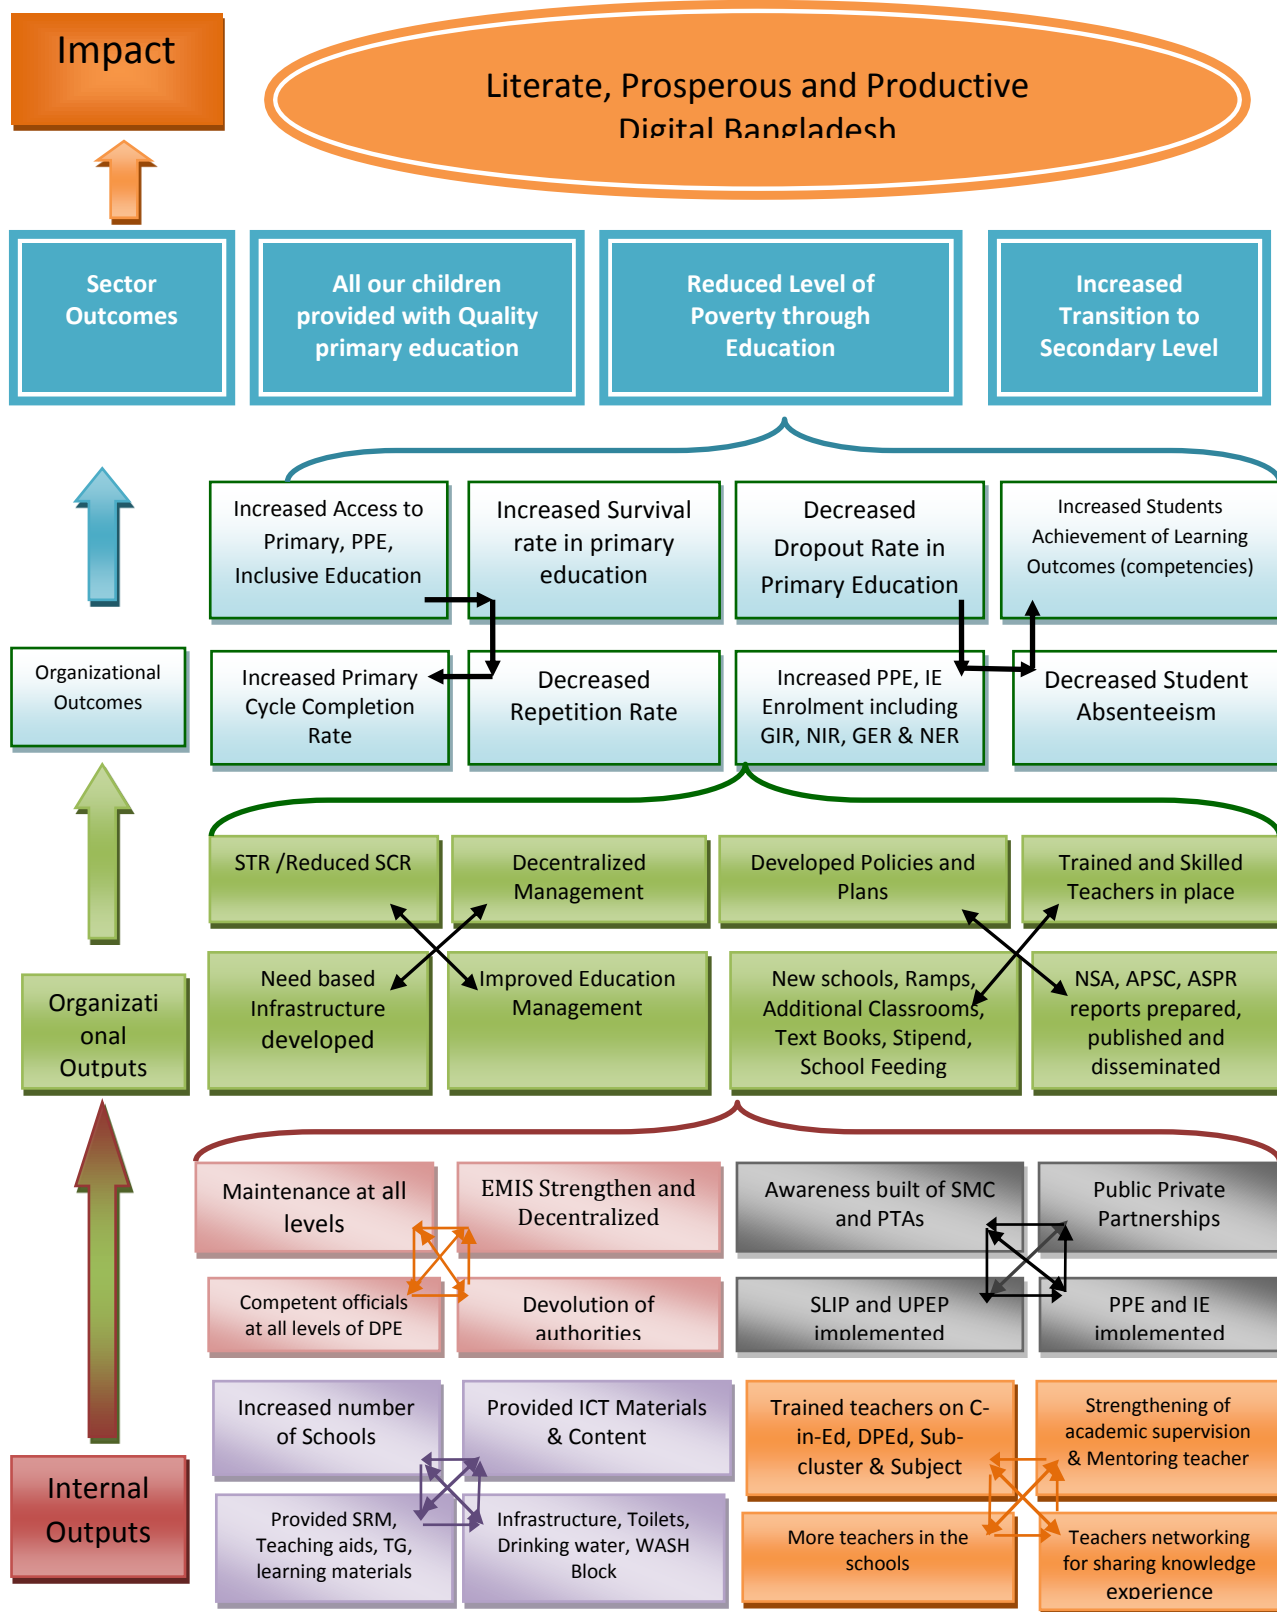 Impact
Literate, Prosperous and Productive
Digital Bangladesh
Sector
Outcomes
All our children
provided with Quality
primary education
Reduced Level of
Poverty through
Education
Increased
Transition to
Secondary Level
Increased Access to
Primary, PPE,
Inclusive Education
Increased Survival
rate in primary
education
Decreased
Dropout Rate in
Primary Education
Increased Students
Achievement of Learning
Outcomes (competencies)
Organizational
Outcomes
Increased Primary
Cycle Completion
Rate
Decreased
Repetition Rate
Increased PPE, IE
Enrolment including
GIR, NIR, GER & NER
Decreased Student
Absenteeism
STR /Reduced SCR
Decentralized
Management
Developed Policies and
Plans
Trained and Skilled
Teachers in place
Organizati
onal
Outputs
Need based
Infrastructure
developed
Improved Education
Management
New schools, Ramps,
Additional Classrooms,
Text Books, Stipend,
School Feeding
NSA, APSC, ASPR
reports prepared,
published and
disseminated
Maintenance at all
levels
EMIS Strengthen and
Decentralized
Awareness built of SMC
and PTAs
Public Private
Partnerships
Competent officials
at all levels of DPE
Devolution of
authorities
SLIP and UPEP
implemented
PPE and IE
implemented
Increased number
of Schools
Provided ICT Materials
& Content
Trained teachers on C-
in-Ed, DPEd, Sub-
cluster & Subject
Strengthening of
academic supervision
& Mentoring teacher
Internal
Outputs
Provided SRM,
Teaching aids, TG,
learning materials
Infrastructure, Toilets,
Drinking water, WASH
Block
More teachers in the
schools
Teachers networking
for sharing knowledge
experience